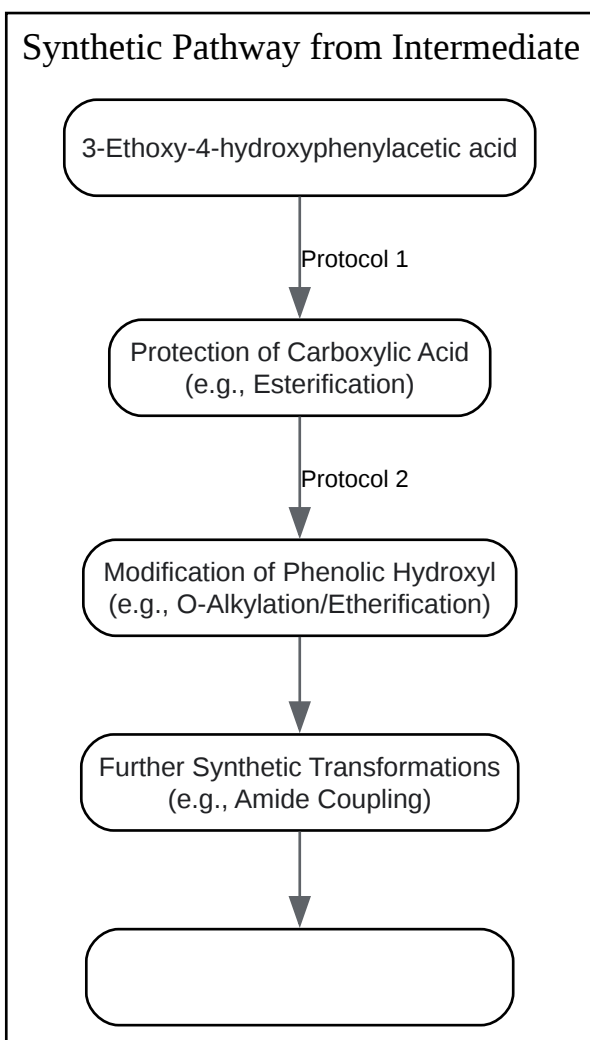 Synthetic Pathway from Intermediate
3-Ethoxy-4-hydroxyphenylacetic acid
Protocol 1
Protection of Carboxylic Acid
(e.g., Esterification)
Protocol 2
Modification of Phenolic Hydroxyl
(e.g., O-Alkylation/Etherification)
Further Synthetic Transformations
(e.g., Amide Coupling)